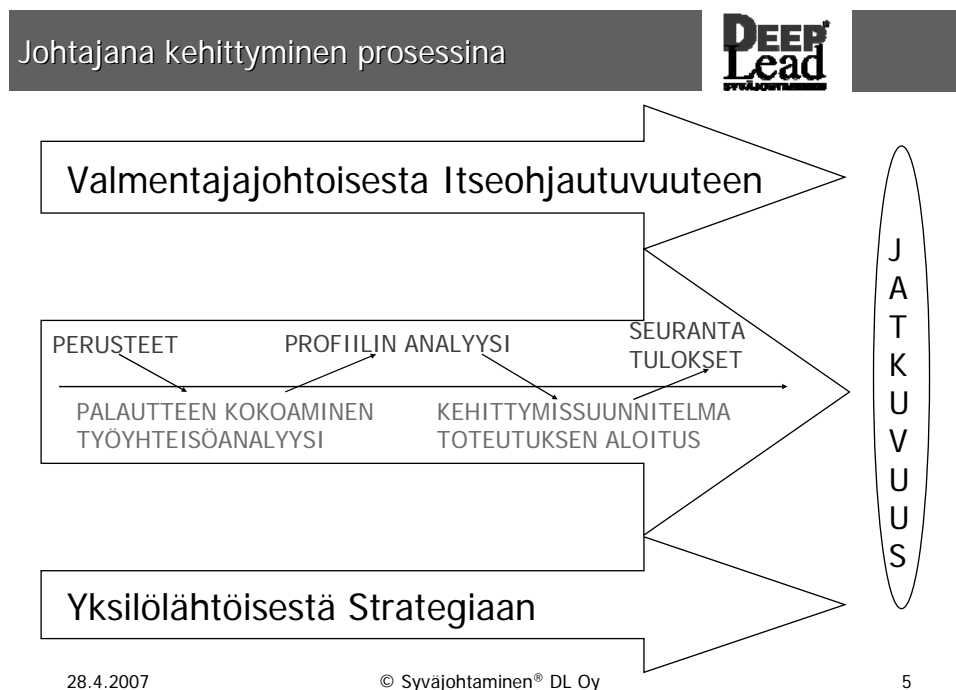 Johtajana kehittyminen prosessina
DEEP
Lead
SYVÄJOHTAMINEN
Valmentajajohtoisesta Itseohjautuvuuteen
PERUSTEET
PROFIILIN ANALYYSI
SEURANTA
TULOKSET
PALAUTTEEN KOKOAMINEN
TYÖYHTEISÖANALYYSI
KEHITTYMISSUUNNITELMA
TOTEUTUKSEN ALOITUS
Yksilölähtöisestä Strategiaan
J
A
T
K
U
V
U
U
S
28.4.2007
© Syväjohtaminen® DL Oy
5